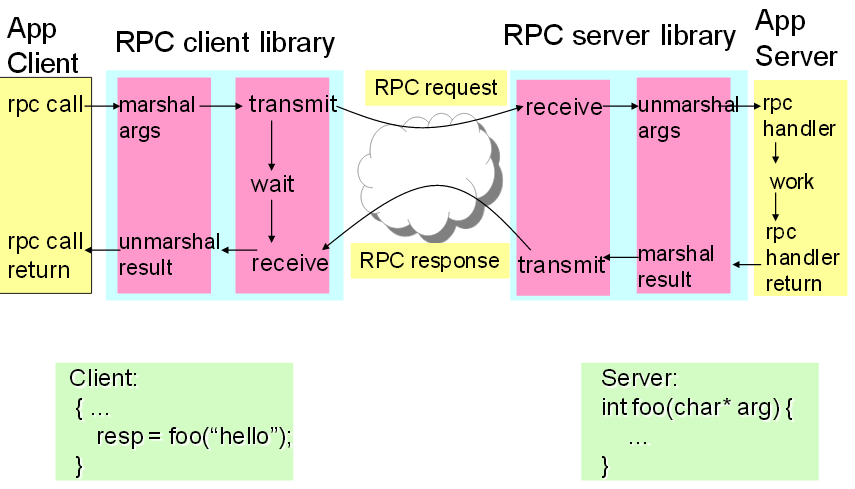 App
Client
RPC client library
RPC server library
App
Server
rpc call
marshal
args
transmit
RPC request
receive
unmarshal
args
rpc
handler
wait
work
rpc call
return
unmarshal
result
receive
RPC response
transmit
marshal
result
rpc
handler
return
Client:
{ ...
resp = foo(“hello”);
}
Server:
int foo(char* arg) {
...
}